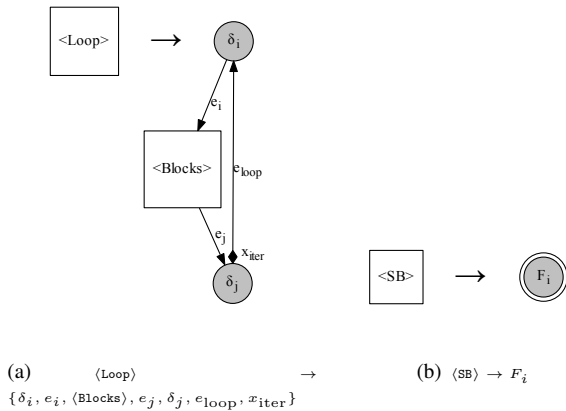 <Loop> → δi
ei
<Blocks>
eloop
ej
xiter
δj
<SB> → Fi
(a) ⟨Loop⟩ →
{δi, ei, ⟨Blocks⟩, ej, δj, eloop, xiter}
(b) ⟨SB⟩ → Fi